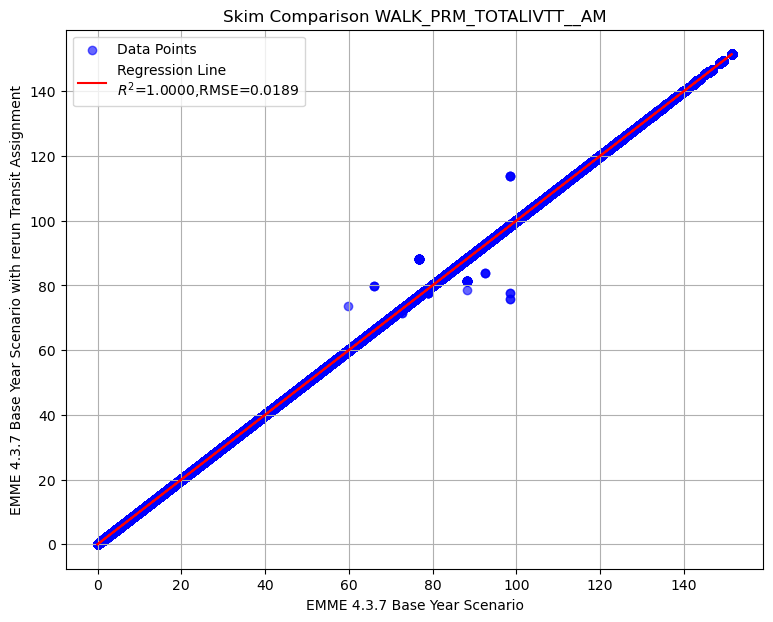 Skim Comparison WALK_PRM_TOTALIVTT__AM
Data Points
Regression Line
R²=1.0000,RMSE=0.0189
EMME 4.3.7 Base Year Scenario with rerun Transit Assignment
140
120
100
80
60
40
20
0
0 20 40 60 80 100 120 140
EMME 4.3.7 Base Year Scenario